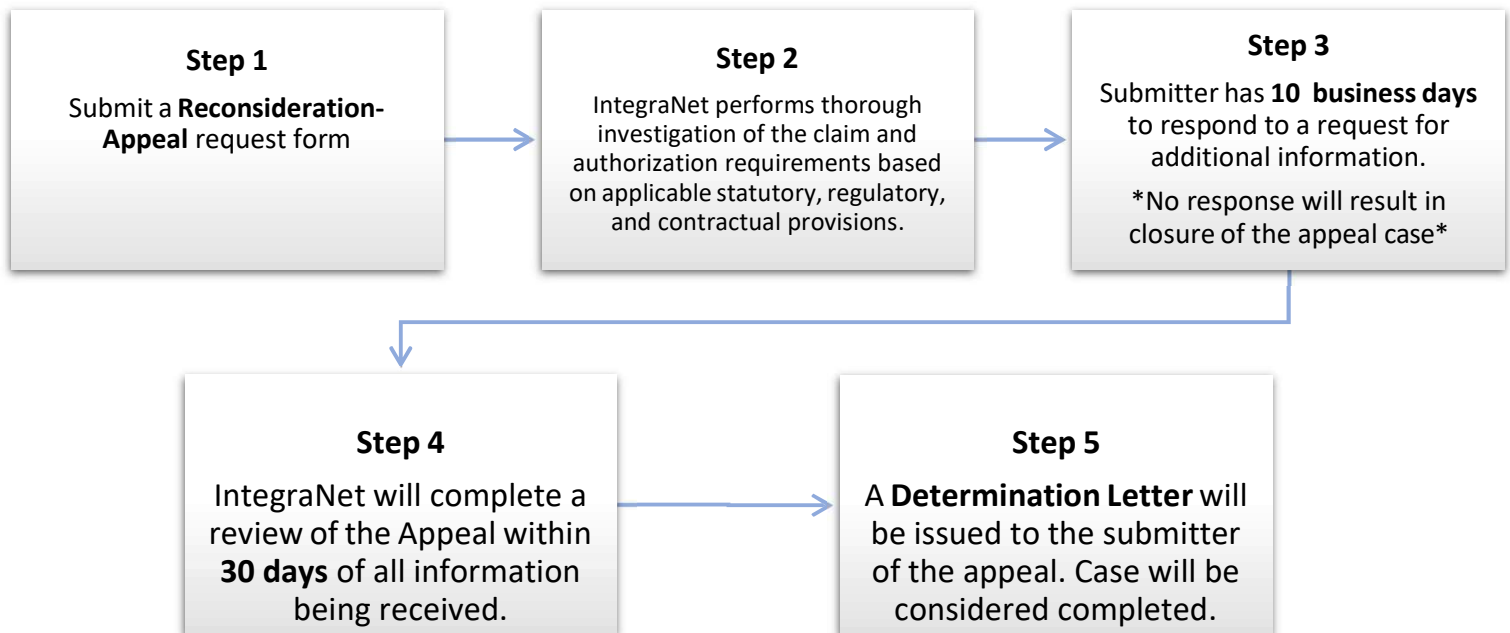 Step 1
Submit a Reconsideration-
Appeal request form
Step 2
IntegraNet performs thorough
investigation of the claim and
authorization requirements based
on applicable statutory, regulatory,
and contractual provisions.
Step 3
Submitter has 10 business days
to respond to a request for
additional information.
*No response will result in
closure of the appeal case*
Step 4
IntegraNet will complete a
review of the Appeal within
30 days of all information
being received.
Step 5
A Determination Letter will
be issued to the submitter
of the appeal. Case will be
considered completed.